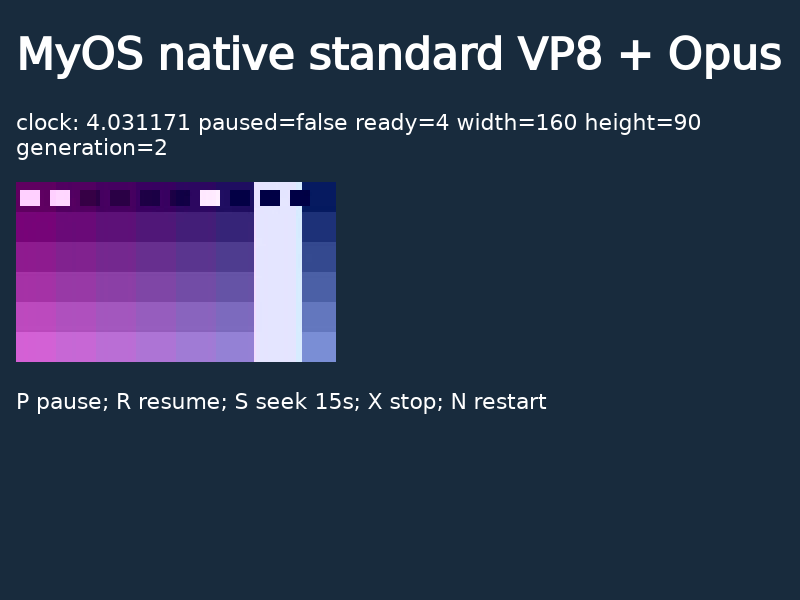 MyOS native standard VP8 + Opus
clock: 4.031171 paused=false ready=4 width=160 height=90
generation=2
P pause; R resume; S seek 15s; X stop; N restart